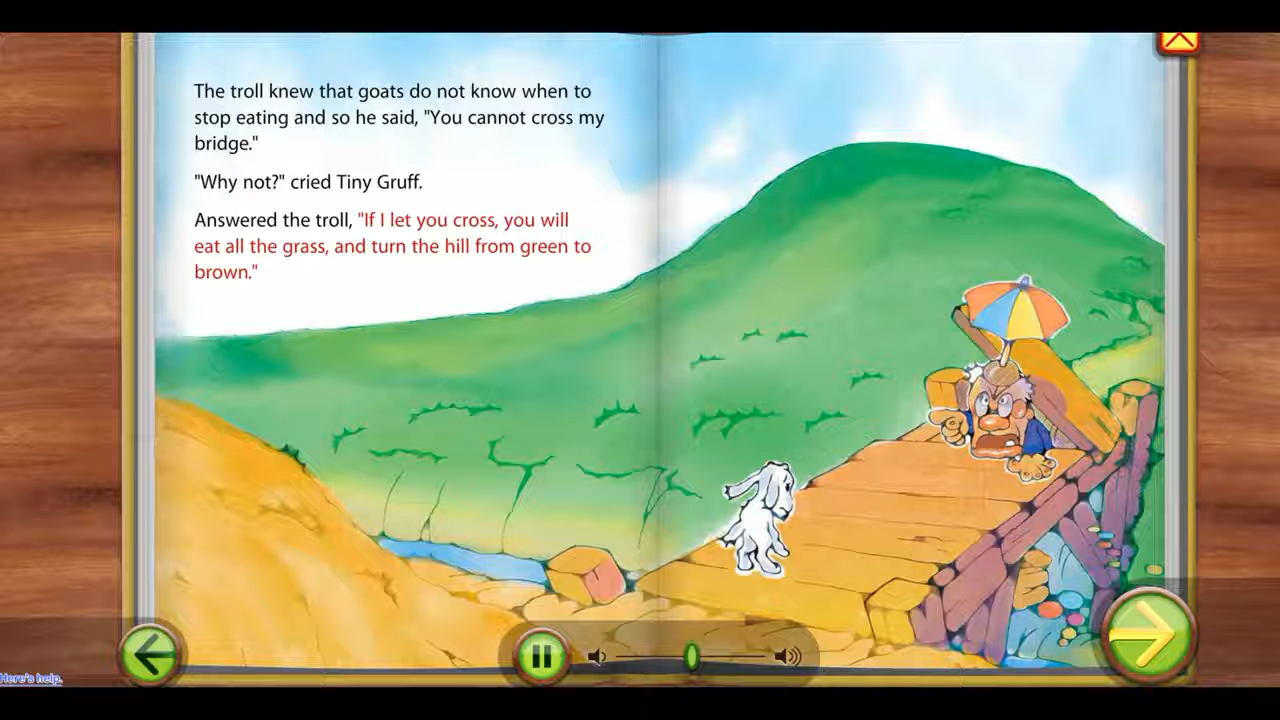 The troll knew that goats do not know when to
stop eating and so he said, "You cannot cross my
bridge."
"Why not?" cried Tiny Gruff.
Answered the troll, "If I let you cross, you will
eat all the grass, and turn the hill from green to
brown."
Here's help.